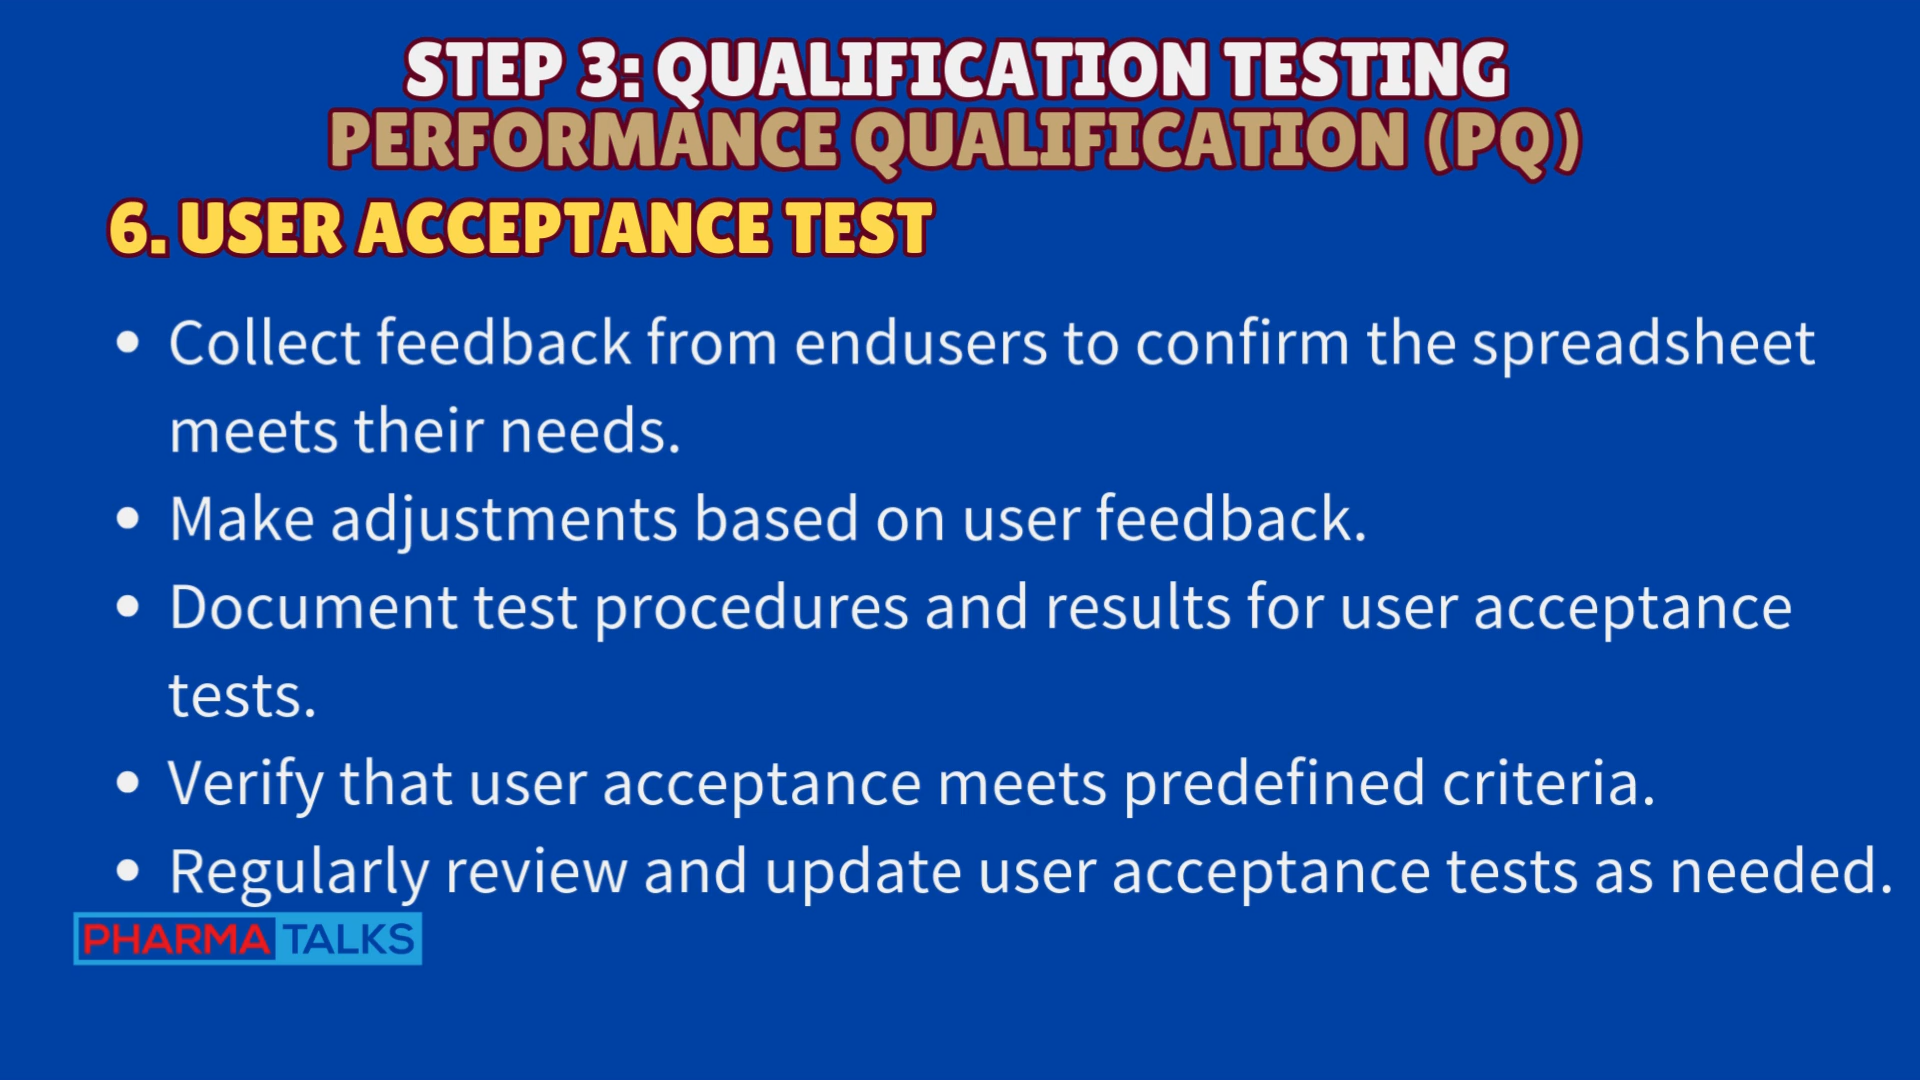 STEP 3: QUALIFICATION TESTING
PERFORMANCE QUALIFICATION (PQ)
6. USER ACCEPTANCE TEST
• Collect feedback from endusers to confirm the spreadsheet
meets their needs.
• Make adjustments based on user feedback.
• Document test procedures and results for user acceptance
tests.
• Verify that user acceptance meets predefined criteria.
• Regularly review and update user acceptance tests as needed.
PHARMA TALKS